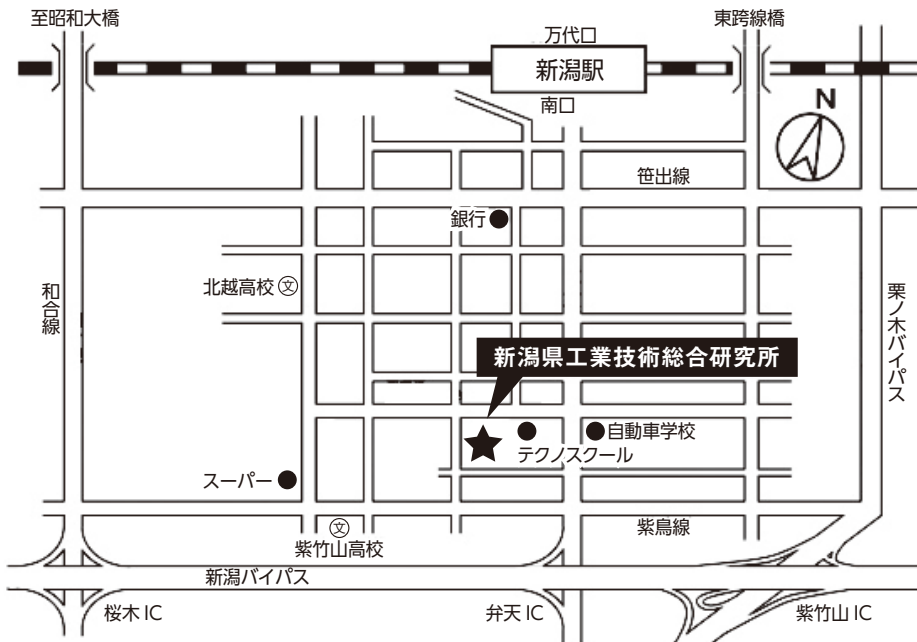 至昭和大橋
東跨線橋
万代口
新潟駅
南口
N
笹出線
銀行
北越高校 文
和合線
栗ノ木バイパス
新潟県工業技術総合研究所
自動車学校
テクノスクール
スーパー
紫鳥線
文
紫竹山高校
新潟バイパス
桜木 IC
弁天 IC
紫竹山 IC